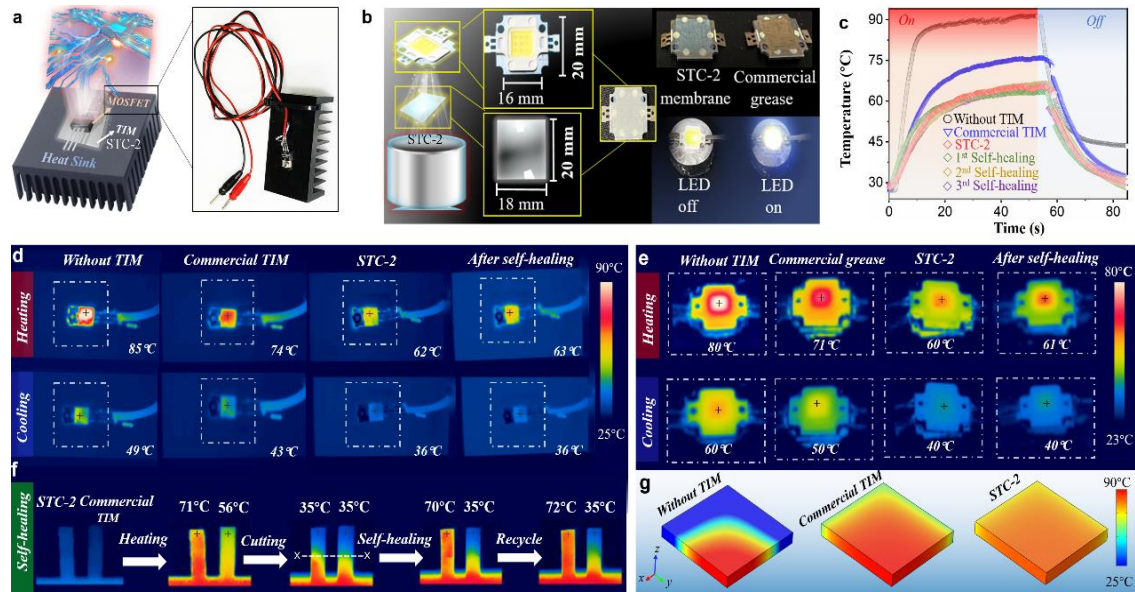 a
MOSFET
TIM
STC-2
Heat Sink
b
STC-2
16 mm
20 mm
20 mm
18 mm
STC-2
membrane
Commercial
grease
LED
off
LED
on
c
On
Off
Temperature (°C)
90
75
60
45
30
Without TIM
Commercial TIM
STC-2
1st Self-healing
2nd Self-healing
3rd Self-healing
0 20 40 60 80
Time (s)
d
Without TIM Commercial TIM STC-2 After self-healing
90°C
Heating
85°C 74°C 62°C 63°C
Cooling
49°C 43°C 36°C 36°C
25°C
e
Without TIM Commercial grease STC-2 After self-healing
80°C
Heating
80°C 71°C 60°C 61°C
Cooling
60°C 50°C 40°C 40°C
23°C
f
Self-healing
STC-2 Commercial
TIM
Heating
71°C 56°C
Cutting
35°C 35°C
X X
Self-healing
70°C 35°C
Recycle
72°C 35°C
g
Without TIM
Commercial TIM
STC-2
z
x y
90°C
25°C